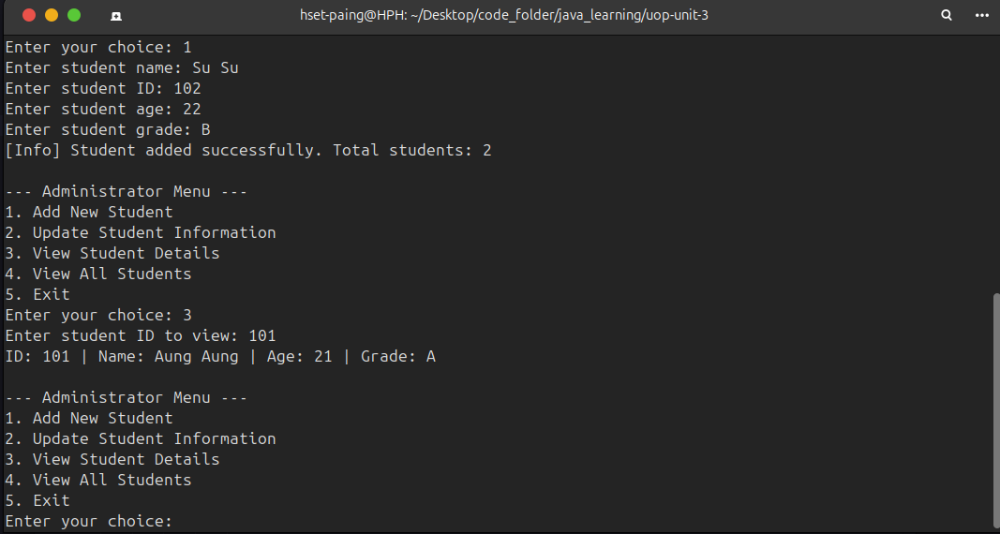 hset-paing@HPH: ~/Desktop/code_folder/java_learning/uop-unit-3
Enter your choice: 1
Enter student name: Su Su
Enter student ID: 102
Enter student age: 22
Enter student grade: B
[Info] Student added successfully. Total students: 2
--- Administrator Menu ---
1. Add New Student
2. Update Student Information
3. View Student Details
4. View All Students
5. Exit
Enter your choice: 3
Enter student ID to view: 101
ID: 101 | Name: Aung Aung | Age: 21 | Grade: A
--- Administrator Menu ---
1. Add New Student
2. Update Student Information
3. View Student Details
4. View All Students
5. Exit
Enter your choice: